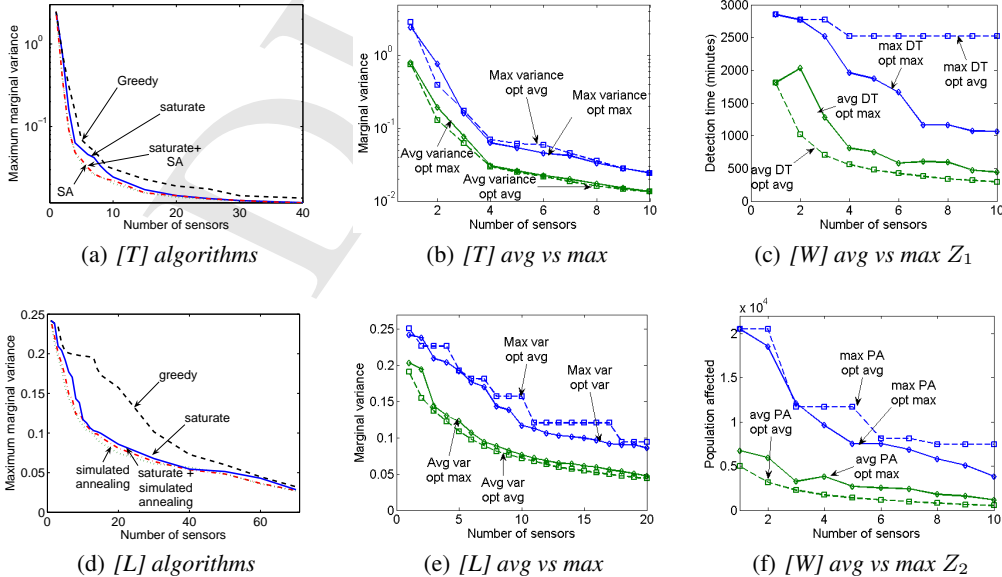 Maximum marginal variance
10^0
10^-1
Greedy
saturate
saturate+
SA
SA
0 10 20 30 40
Number of sensors
(a) [T] algorithms
Marginal variance
10^1
10^0
10^-1
10^-2
Max variance
opt avg
Max variance
opt max
Avg variance
opt max
Avg variance
opt avg
2 4 6 8 10
Number of sensors
(b) [T] avg vs max
Detection time (minutes)
3000
2500
2000
1500
1000
500
0
max DT
opt max
max DT
opt avg
avg DT
opt max
avg DT
opt avg
0 2 4 6 8 10
Number of sensors
(c) [W] avg vs max Z₁
Maximum marginal variance
0.25
0.2
0.15
0.1
0.05
0
greedy
saturate
simulated
annealing
saturate +
simulated
annealing
0 20 40 60
Number of sensors
(d) [L] algorithms
Marginal variance
0.25
0.2
0.15
0.1
0.05
0
Max var
opt avg
Max var
opt var
Avg var
opt max
Avg var
opt avg
0 5 10 15 20
Number of sensors
(e) [L] avg vs max
Population affected
x 10^4
2
1.5
1
0.5
0
max PA
opt avg
max PA
opt max
avg PA
opt avg
avg PA
opt max
2 4 6 8 10
Number of sensors
(f) [W] avg vs max Z₂